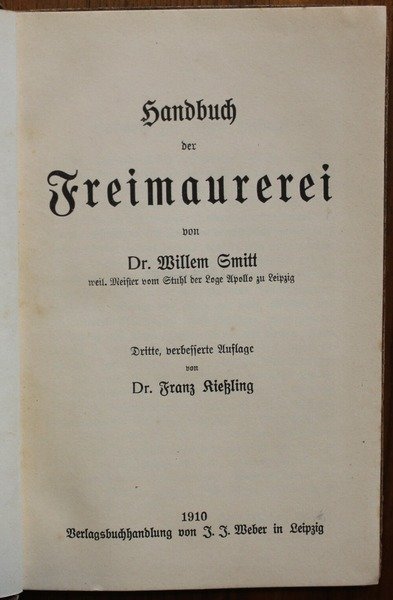 Handbuch
der
Freimaurerei
von
Dr. Willem Smitt
weil. Meister vom Stuhl der Loge Apollo zu Leipzig
Dritte, verbesserte Auflage
von
Dr. Franz Kießling
1910
Verlagsbuchhandlung von J. J. Weber in Leipzig